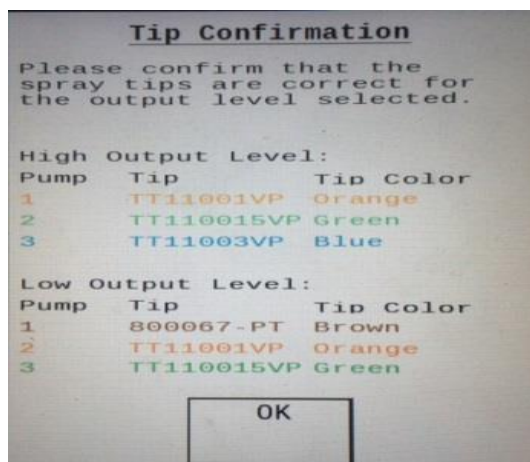 Tip Confirmation
Please confirm that the
spray tips are correct for
the output level selected.
High Output Level:
Pump Tip Tip Color
1 TT11001VP Orange
2 TT110015VP Green
3 TT11003VP Blue
Low Output Level:
Pump Tip Tip Color
1 800067-PT Brown
2 TT11001VP Orange
3 TT110015VP Green
OK